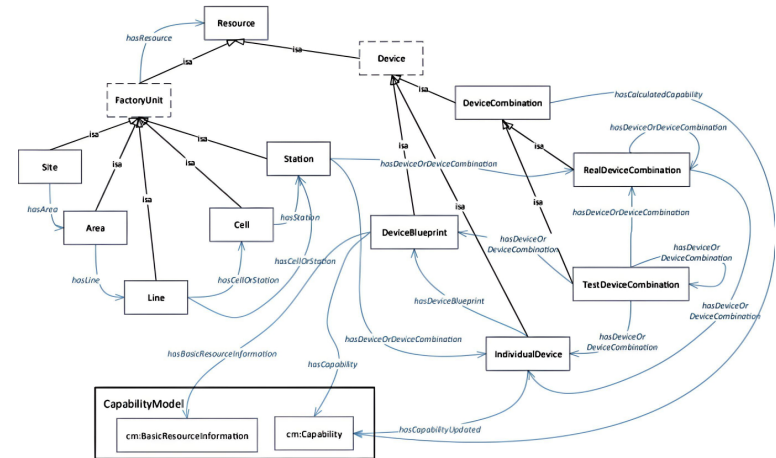 Resource
hasResource
isa
isa
Device
FactoryUnit
isa
DeviceCombination
hasCalculatedCapability
isa
isa
isa
isa
isa
isa
isa
isa
isa
isa
hasDeviceOrDeviceCombination
Site
Station
hasDeviceOrDeviceCombination
RealDeviceCombination
hasArea
Area
Cell
hasStation
DeviceBlueprint
hasDeviceOrDeviceCombination
hasDeviceOr
DeviceCombination
hasDeviceOr
DeviceCombination
hasLine
hasCellOrStation
hasCellOrStation
Line
TestDeviceCombination
hasDeviceBlueprint
hasDeviceOr
DeviceCombination
hasDeviceOrDeviceCombination
hasDeviceOr
DeviceCombination
hasBasicResourceInformation
hasCapability
IndividualDevice
CapabilityModel
cm:BasicResourceInformation
cm:Capability
hasCapabilityUpdated